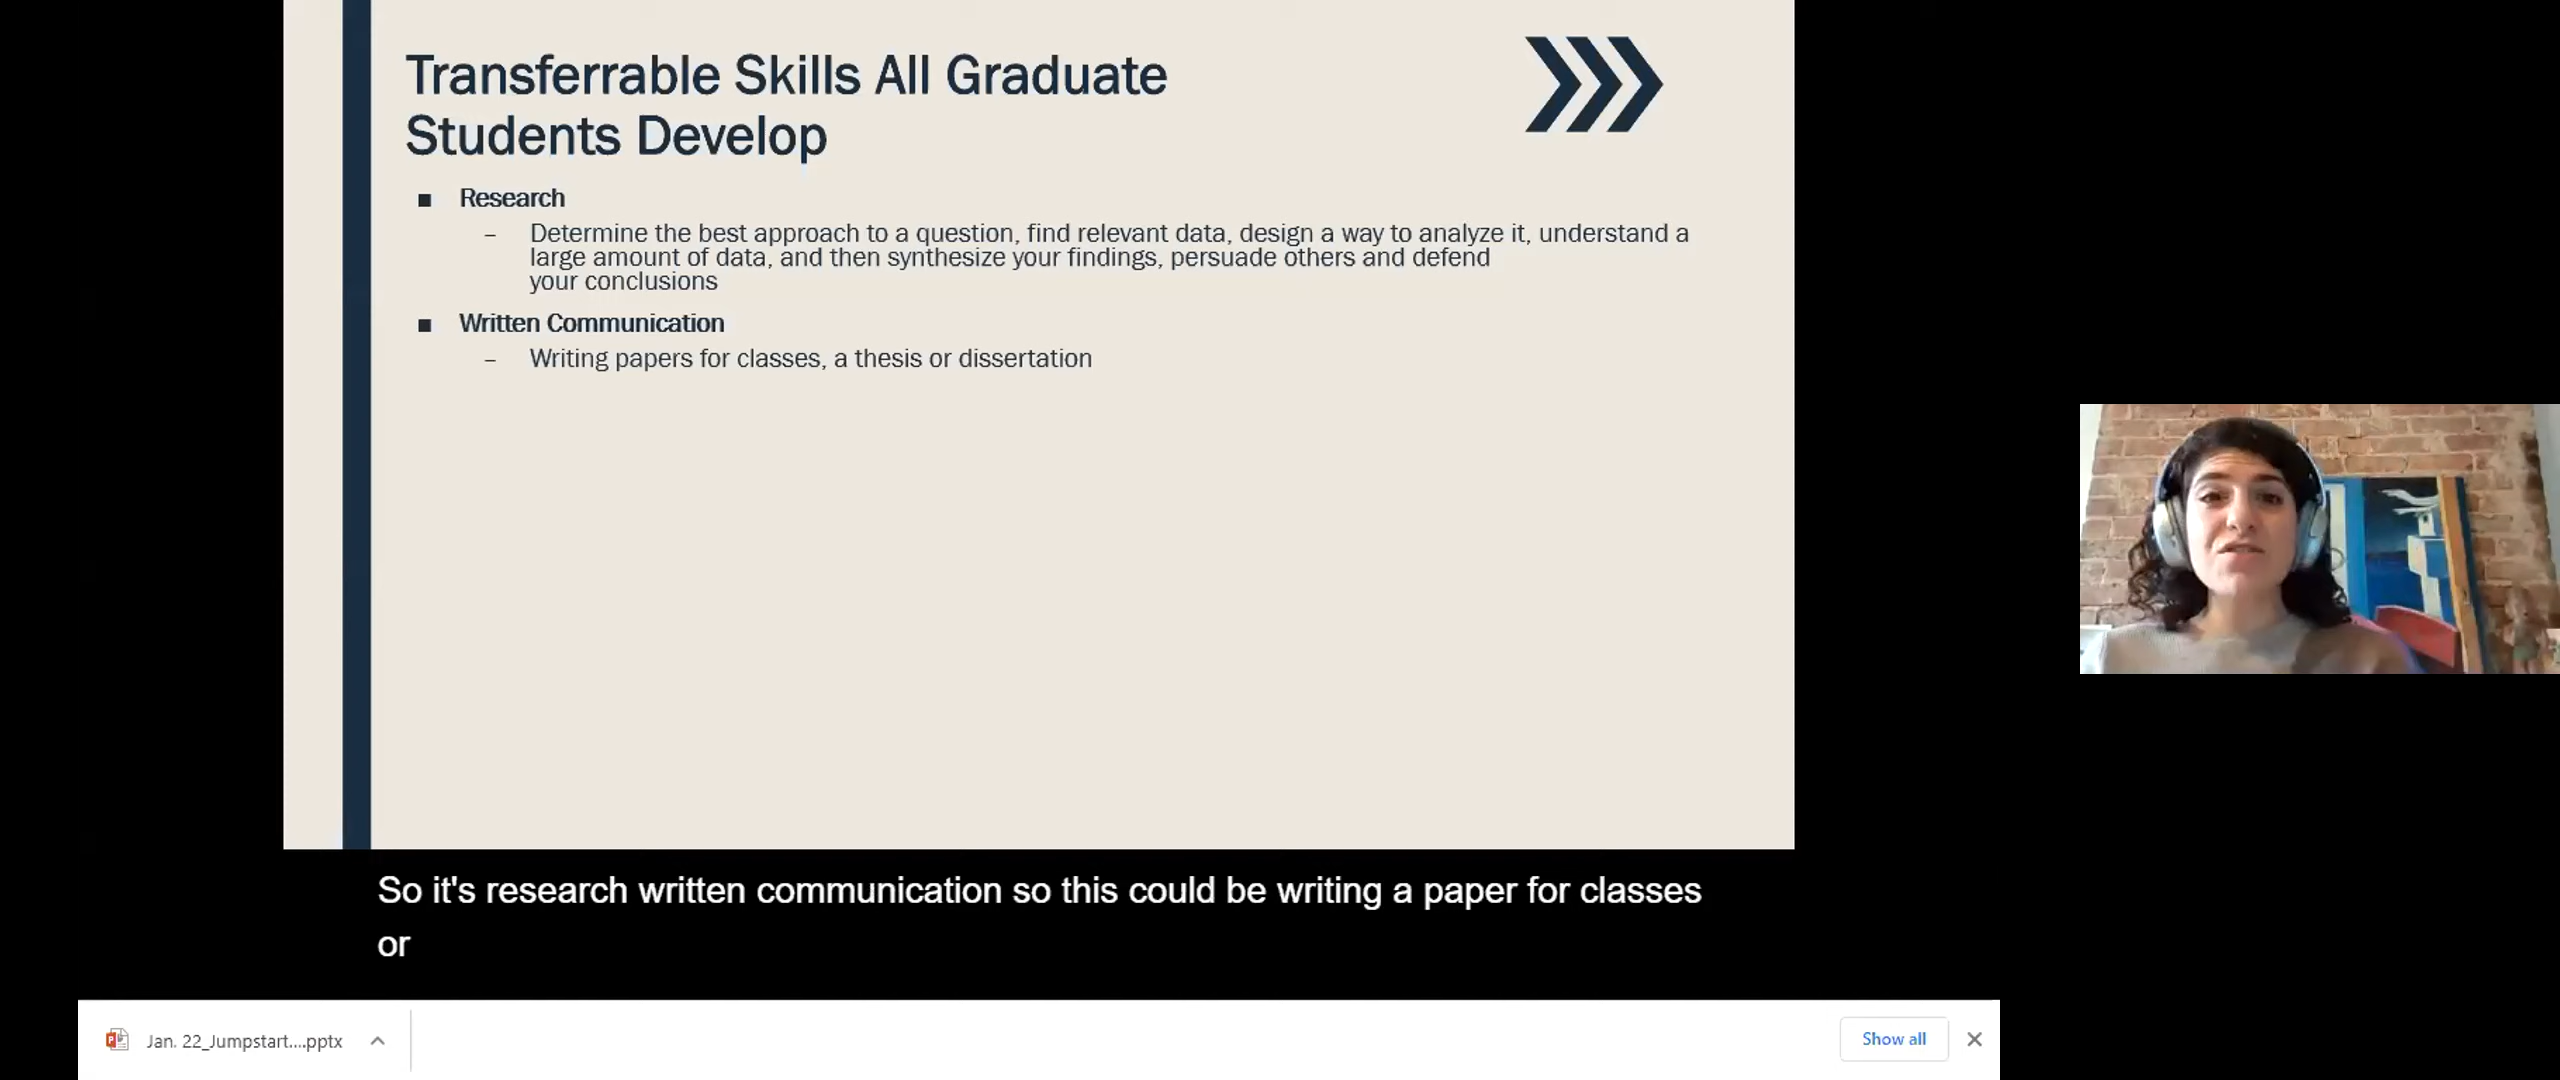 Transferrable Skills All Graduate
Students Develop
■ Research
– Determine the best approach to a question, find relevant data, design a way to analyze it, understand a
large amount of data, and then synthesize your findings, persuade others and defend
your conclusions
■ Written Communication
– Writing papers for classes, a thesis or dissertation
So it's research written communication so this could be writing a paper for classes
or
Jan. 22_Jumpstart....pptx
Show all